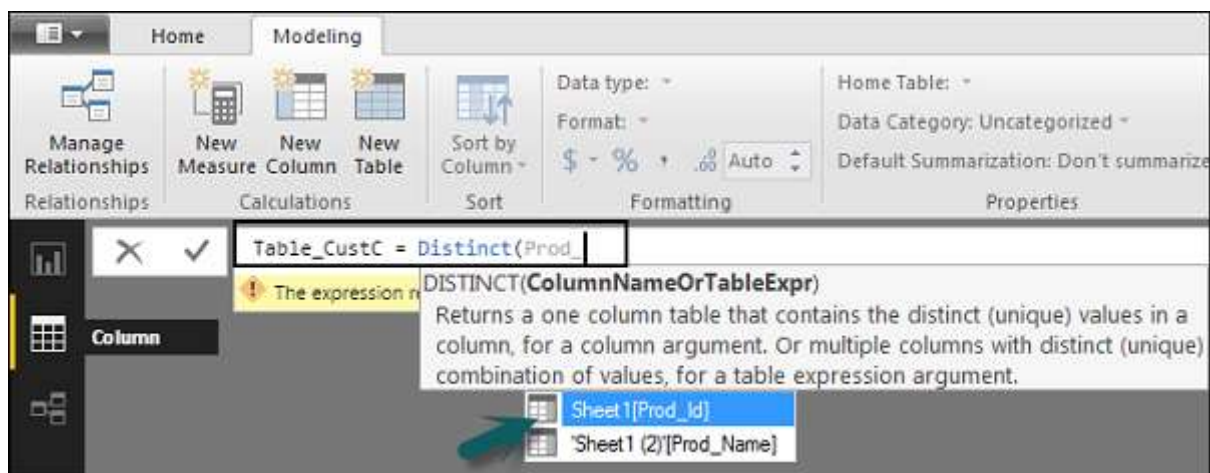 Home Modeling
Data type: Home Table:
Format: Data Category: Uncategorized
Manage Relationships New Measure New Column New Table Sort by Column $ % , .00 Auto Default Summarization: Don't summarize
Relationships Calculations Sort Formatting Properties
Table_CustC = Distinct(Prod_
The expression
DISTINCT(ColumnNameOrTableExpr)
Returns a one column table that contains the distinct (unique) values in a
column, for a column argument. Or multiple columns with distinct (unique)
combination of values, for a table expression argument.
Column
Sheet1[Prod_Id]
'Sheet1 (2)'[Prod_Name]